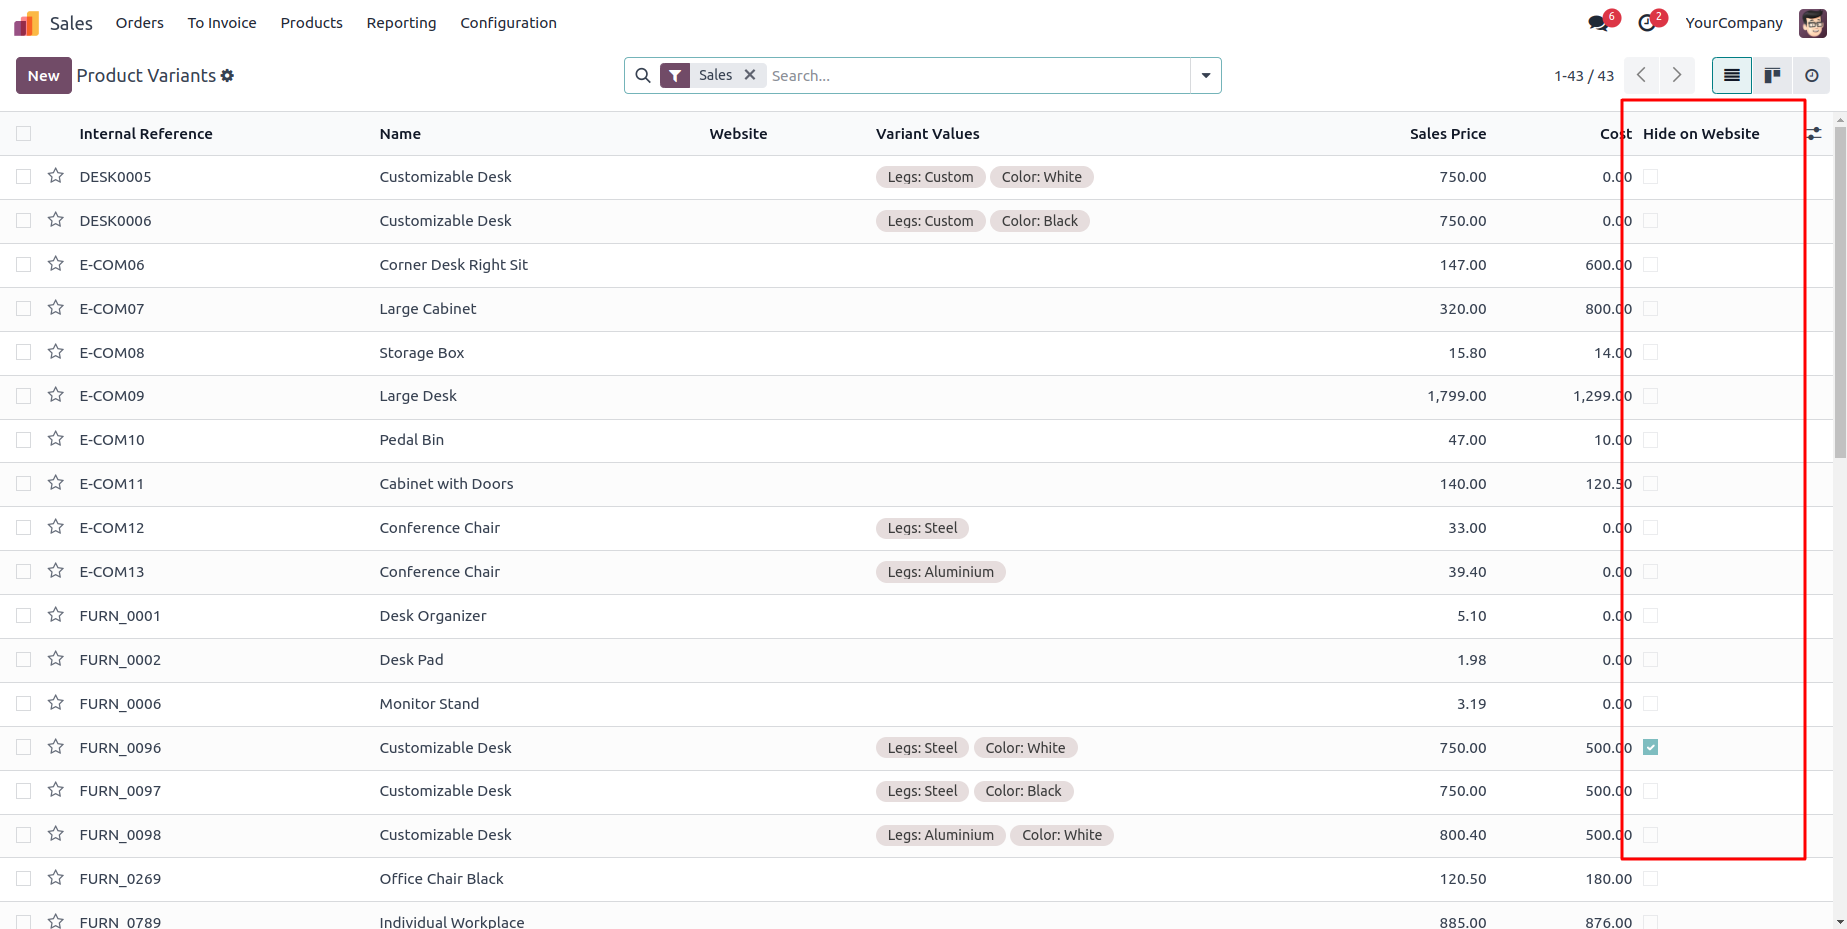 Sales Orders To Invoice Products Reporting Configuration 6 2 YourCompany
New Product Variants Sales Search... 1-43 / 43
Internal Reference Name Website Variant Values Sales Price Cost Hide on Website
DESK0005 Customizable Desk Legs: Custom Color: White 750.00 0.00
DESK0006 Customizable Desk Legs: Custom Color: Black 750.00 0.00
E-COM06 Corner Desk Right Sit 147.00 600.00
E-COM07 Large Cabinet 320.00 800.00
E-COM08 Storage Box 15.80 14.00
E-COM09 Large Desk 1,799.00 1,299.00
E-COM10 Pedal Bin 47.00 10.00
E-COM11 Cabinet with Doors 140.00 120.50
E-COM12 Conference Chair Legs: Steel 33.00 0.00
E-COM13 Conference Chair Legs: Aluminium 39.40 0.00
FURN_0001 Desk Organizer 5.10 0.00
FURN_0002 Desk Pad 1.98 0.00
FURN_0006 Monitor Stand 3.19 0.00
FURN_0096 Customizable Desk Legs: Steel Color: White 750.00 500.00
FURN_0097 Customizable Desk Legs: Steel Color: Black 750.00 500.00
FURN_0098 Customizable Desk Legs: Aluminium Color: White 800.40 500.00
FURN_0269 Office Chair Black 120.50 180.00
FURN_0789 Individual Workplace 885.00 876.00